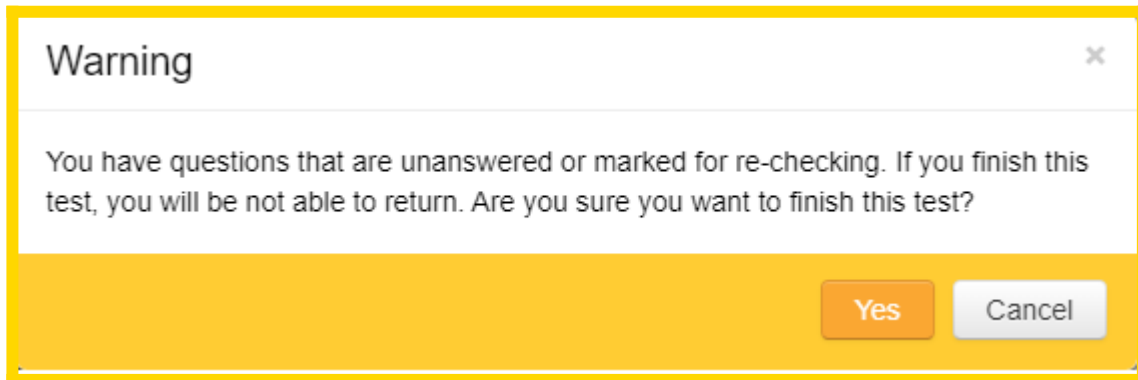 Warning
×
You have questions that are unanswered or marked for re-checking. If you finish this
test, you will be not able to return. Are you sure you want to finish this test?
Yes
Cancel